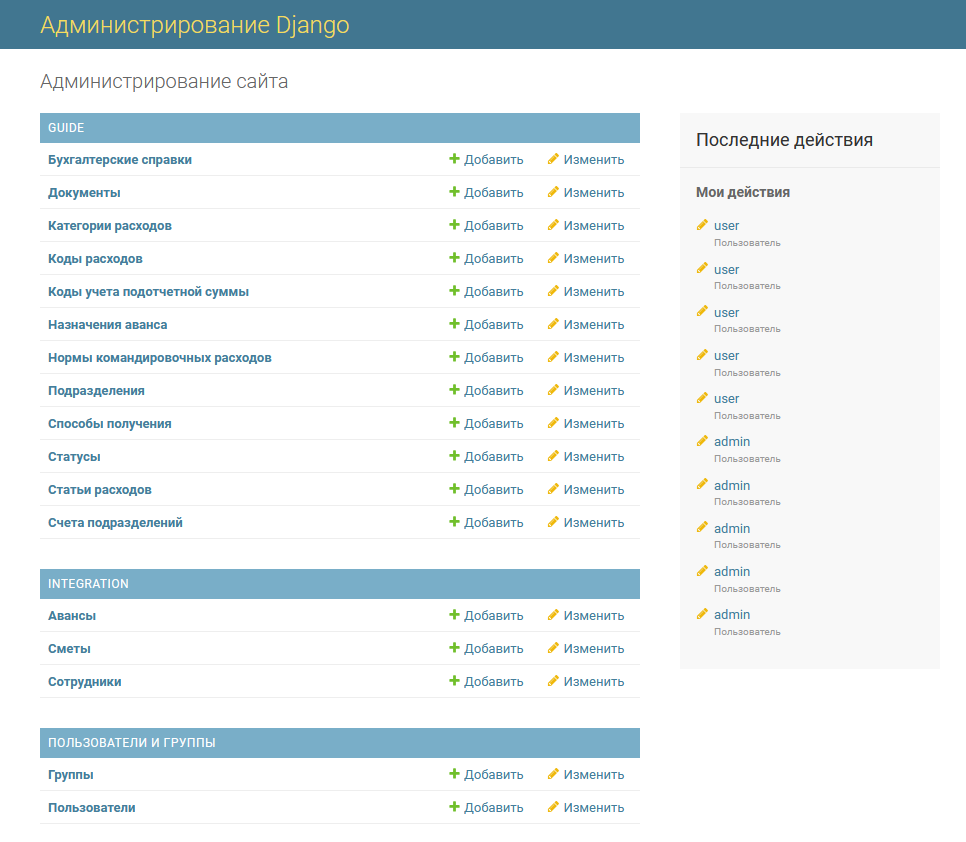 Администрирование Django
Администрирование сайта
GUIDE
Бухгалтерские справки Добавить Изменить
Документы Добавить Изменить
Категории расходов Добавить Изменить
Коды расходов Добавить Изменить
Коды учета подотчетной суммы Добавить Изменить
Назначения аванса Добавить Изменить
Нормы командировочных расходов Добавить Изменить
Подразделения Добавить Изменить
Способы получения Добавить Изменить
Статусы Добавить Изменить
Статьи расходов Добавить Изменить
Счета подразделений Добавить Изменить
INTEGRATION
Авансы Добавить Изменить
Сметы Добавить Изменить
Сотрудники Добавить Изменить
ПОЛЬЗОВАТЕЛИ И ГРУППЫ
Группы Добавить Изменить
Пользователи Добавить Изменить
Последние действия
Мои действия
user
Пользователь
user
Пользователь
user
Пользователь
user
Пользователь
user
Пользователь
admin
Пользователь
admin
Пользователь
admin
Пользователь
admin
Пользователь
admin
Пользователь